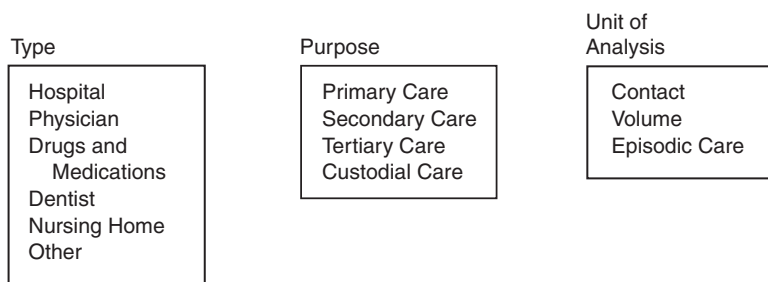 Type
Hospital
Physician
Drugs and
Medications
Dentist
Nursing Home
Other
Purpose
Primary Care
Secondary Care
Tertiary Care
Custodial Care
Unit of
Analysis
Contact
Volume
Episodic Care